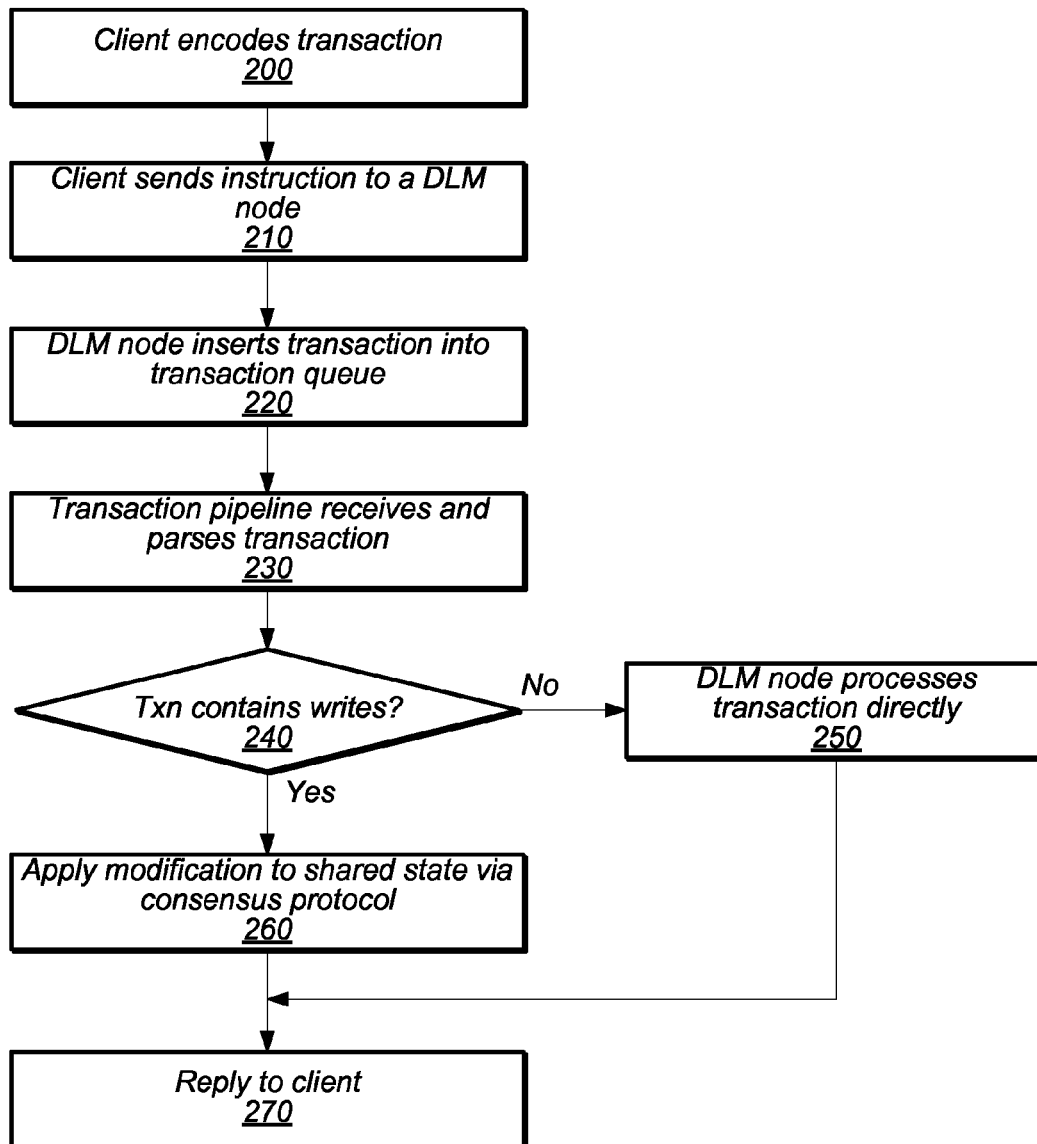 Client encodes transaction
200
Client sends instruction to a DLM
node
210
DLM node inserts transaction into
transaction queue
220
Transaction pipeline receives and
parses transaction
230
Txn contains writes?
240
No
DLM node processes
transaction directly
250
Yes
Apply modification to shared state via
consensus protocol
260
Reply to client
270